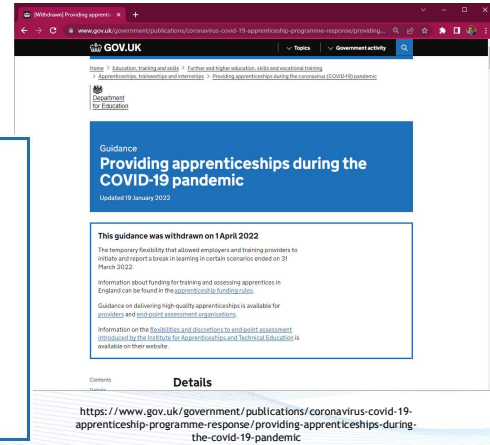 [Withdrawn] Providing apprentic
www.gov.uk/government/publications/coronavirus-covid-19-apprenticeship-programme-response/providing...
GOV.UK
Topics
Government activity
Home > Education, training and skills > Further and higher education, skills and vocational training
> Apprenticeships, traineeships and internships > Providing apprenticeships during the coronavirus (COVID-19) pandemic
Department
for Education
Guidance
Providing apprenticeships during the
COVID-19 pandemic
Updated 19 January 2022
This guidance was withdrawn on 1 April 2022
The temporary flexibility that allowed employers and training providers to
initiate and report a break in learning in certain scenarios ended on 31
March 2022.
Information about funding for training and assessing apprentices in
England can be found in the apprenticeship funding rules.
Guidance on delivering high-quality apprenticeships is available for
providers and end-point assessment organisations.
Information on the flexibilities and discretions to end-point assessment
introduced by the Institute for Apprenticeships and Technical Education is
available on their website.
Contents
Details
https://www.gov.uk/government/publications/coronavirus-covid-19-
apprenticeship-programme-response/providing-apprenticeships-during-
the-covid-19-pandemic